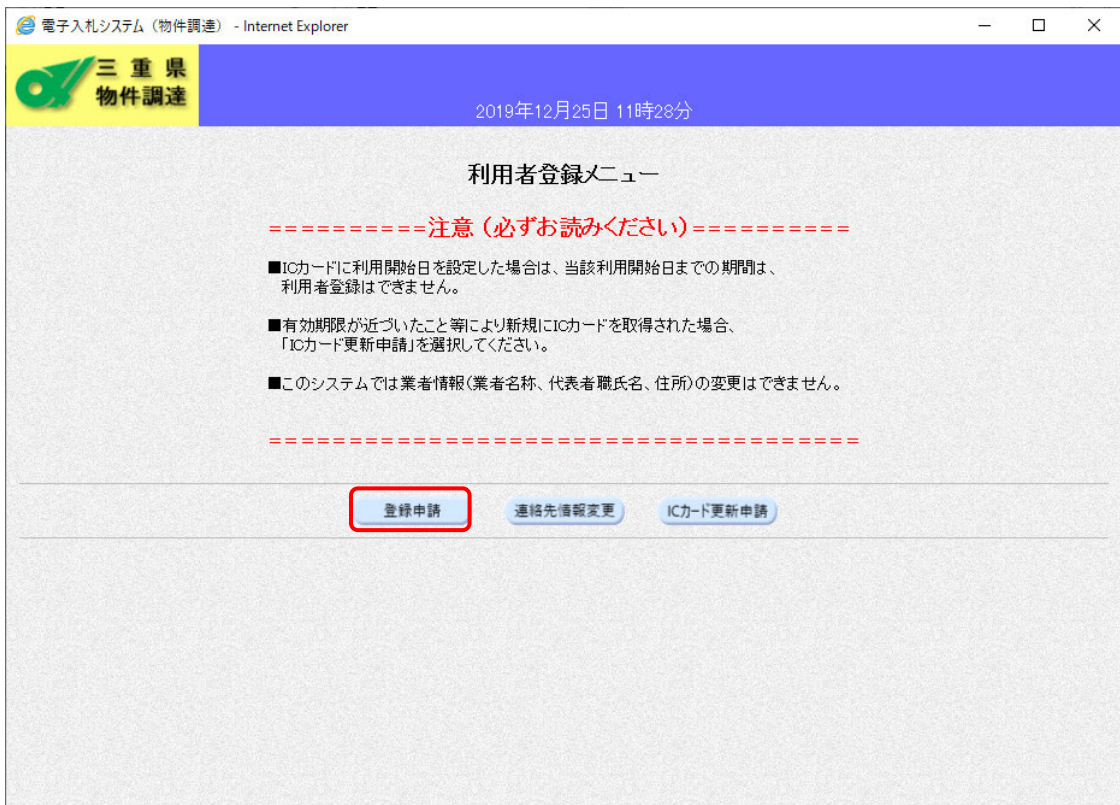 電子入札システム（物件調達） - Internet Explorer
三重県
物件調達
2019年12月25日 11時28分
利用者登録メニュー
==========注意（必ずお読みください）==========
■ICカードに利用開始日を設定した場合は、当該利用開始日までの期間は、
利用者登録はできません。
■有効期限が近づいたこと等により新規にICカードを取得された場合、
「ICカード更新申請」を選択してください。
■このシステムでは業者情報(業者名称、代表者職氏名、住所)の変更はできません。
=====================================
登録申請 連絡先情報変更 ICカード更新申請